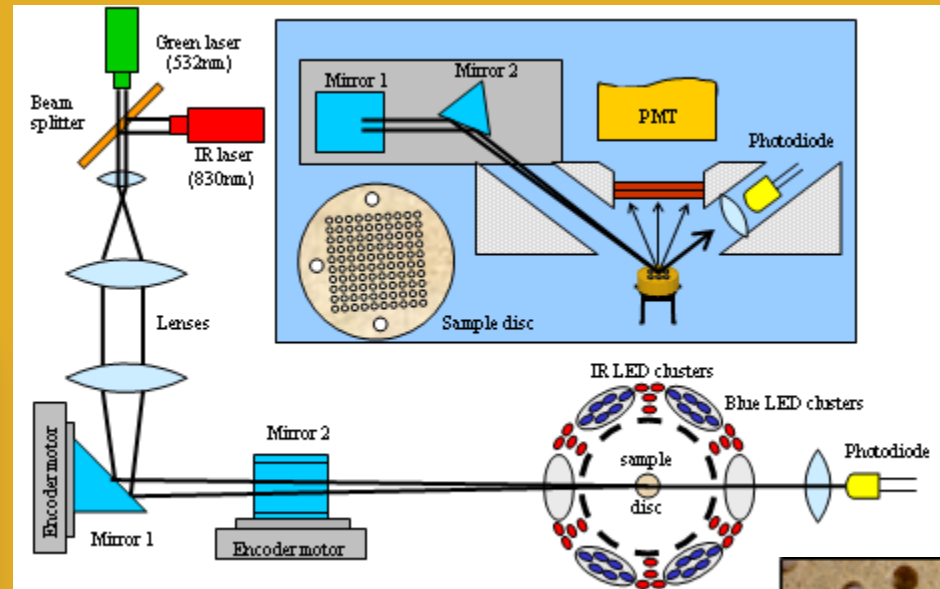 Green laser
(532nm)
Beam
splitter
IR laser
(830nm)
Mirror 1
Mirror 2
PMT
Photodiode
Sample disc
Lenses
Encoder motor
Mirror 1
Mirror 2
Encoder motor
IR LED clusters
Blue LED clusters
sample
disc
Photodiode